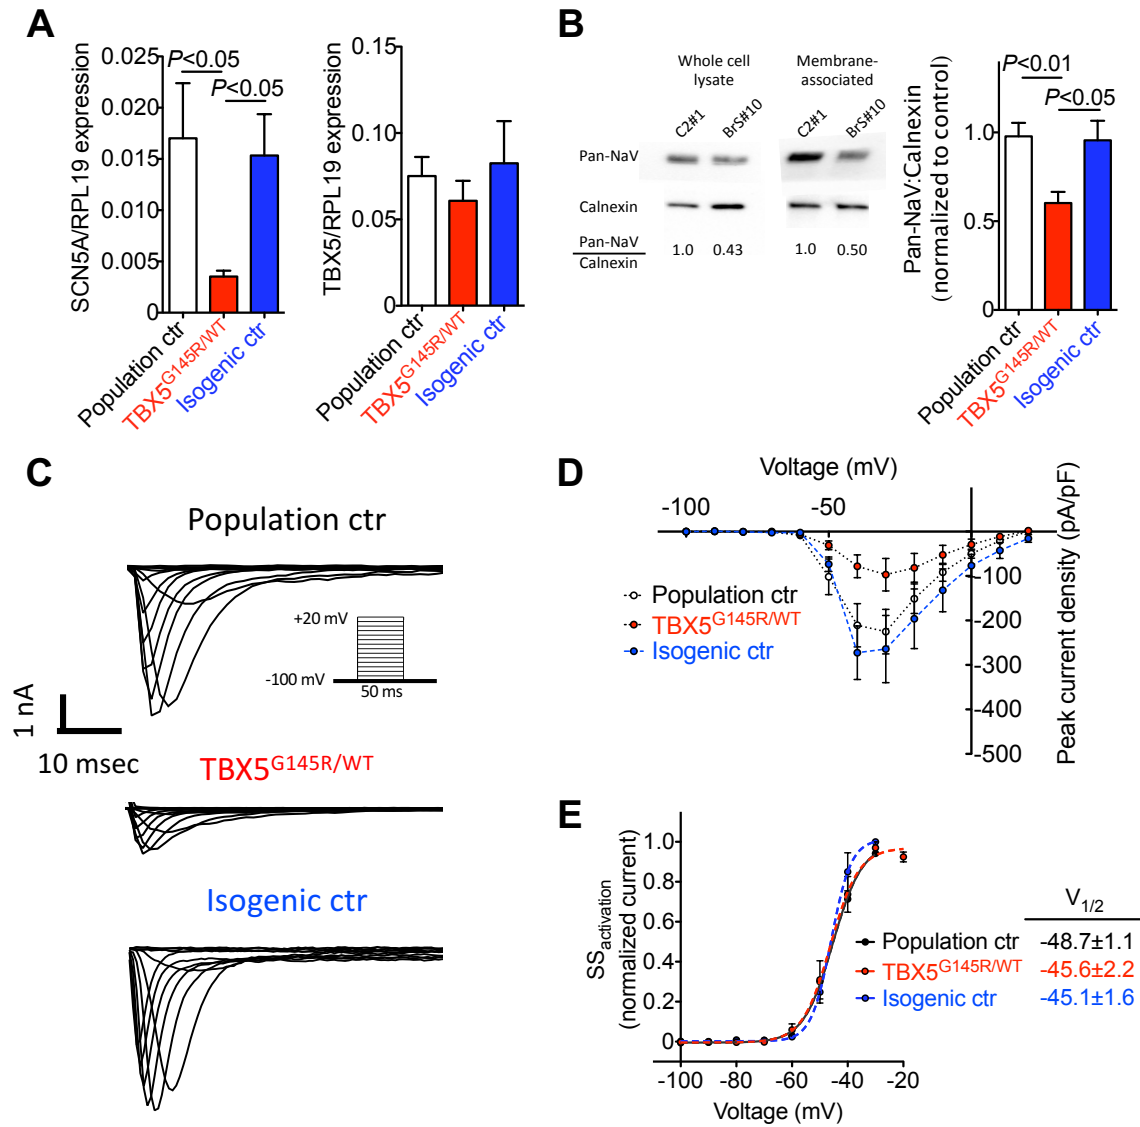 A
SCN5A/RPL19 expression
0.025
0.020
0.015
0.010
0.005
0
P<0.05
P<0.05
Population ctr
TBX5G145R/WT
Isogenic ctr
TBX5/RPL19 expression
0.15
0.10
0.05
0
Population ctr
TBX5G145R/WT
Isogenic ctr
B
Whole cell
lysate
Membrane-
associated
C2#1
BrS#10
C2#1
BrS#10
Pan-NaV
Calnexin
Pan-NaV
Calnexin
1.0
0.43
1.0
0.50
Pan-NaV:Calnexin
(normalized to control)
1.0
0.5
0
P<0.01
P<0.05
Population ctr
TBX5G145R/WT
Isogenic ctr
C
Population ctr
+20 mV
-100 mV
50 ms
1 nA
10 msec
TBX5G145R/WT
Isogenic ctr
D
Voltage (mV)
-100
-50
Population ctr
TBX5G145R/WT
Isogenic ctr
-100
-200
-300
-400
-500
Peak current density (pA/pF)
E
SSactivation
(normalized current)
1.0
0.8
0.6
0.4
0.2
0
-100
-80
-60
-40
-20
Voltage (mV)
V1/2
Population ctr -48.7±1.1
TBX5G145R/WT -45.6±2.2
Isogenic ctr -45.1±1.6